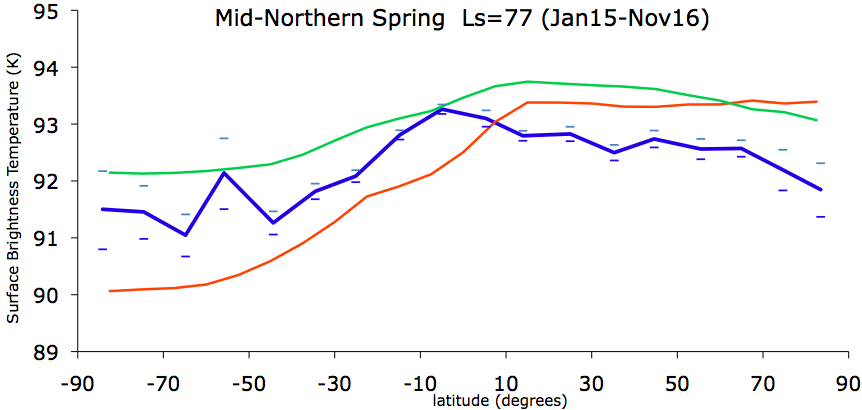 Mid-Northern Spring  Ls=77 (Jan15-Nov16)
Surface Brightness Temperature (K)
95
94
93
92
91
90
89
-90 -70 -50 -30 -10 10 30 50 70 90
latitude (degrees)